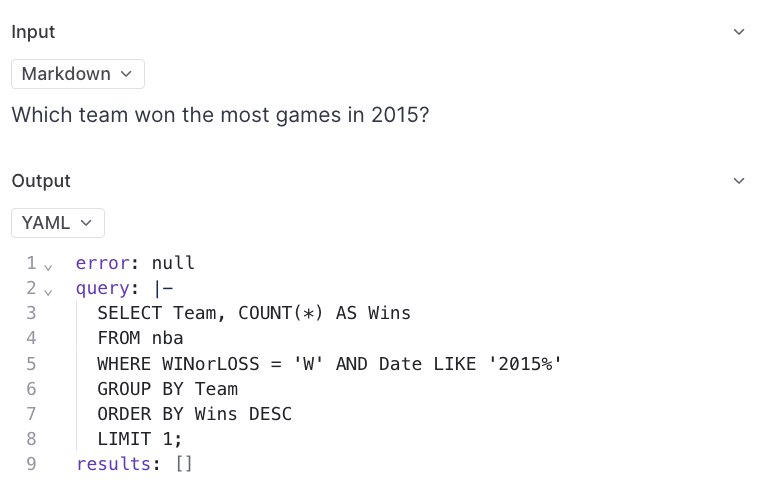 Input
Markdown
Which team won the most games in 2015?
Output
YAML
1 error: null
2 query: |-
3 SELECT Team, COUNT(*) AS Wins
4 FROM nba
5 WHERE WINorLOSS = 'W' AND Date LIKE '2015%'
6 GROUP BY Team
7 ORDER BY Wins DESC
8 LIMIT 1;
9 results: []